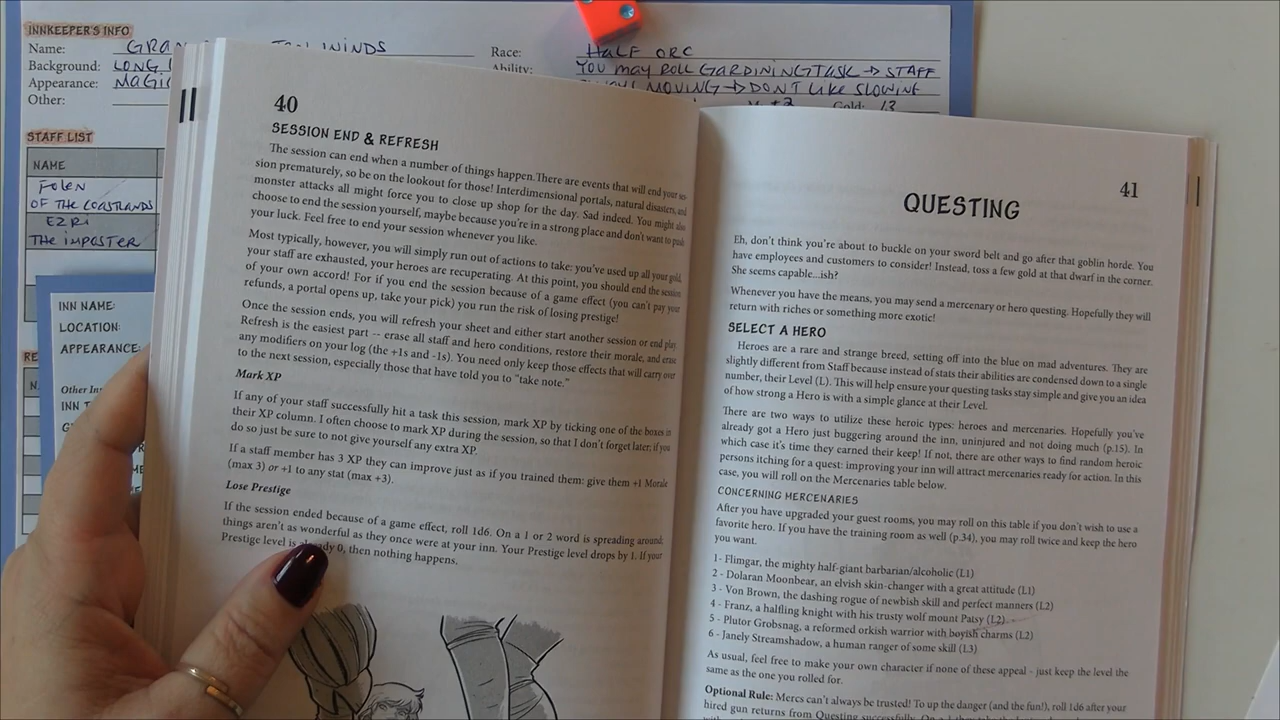 INNKEEPER'S INFO
Name: GRA WINDS
Race: HALF ORC
Background: LONG
Ability: YOU MAY ROLL GARDINING TASK → STAFF
Appearance: MAGIC
ALWAYS MOVING → DON'T LIKE SLOWING
Other:
+2 Gold: 13
STAFF LIST
NAME
FOLEN
OF THE COASTLANDS
EZRI
THE IMPOSTER
INN NAME:
LOCATION:
APPEARANCE:
Other In
INN T
40
SESSION END & REFRESH
The session can end when a number of things happen.There are events that will end your ses-
sion prematurely, so be on the lookout for those! Interdimensional portals, natural disasters, and
monster attacks all might force you to close up shop for the day. Sad indeed. You might also
choose to end the session yourself, maybe because you're in a strong place and don't want to push
your luck. Feel free to end your session whenever you like.
Most typically, however, you will simply run out of actions to take: you've used up all your gold,
your staff are exhausted, your heroes are recuperating. At this point, you should end the session
of your own accord! For if you end the session because of a game effect (you can't pay your
refunds, a portal opens up, take your pick) you run the risk of losing prestige!
Once the session ends, you will refresh your sheet and either start another session or end play.
Refresh is the easiest part -- erase all staff and hero conditions, restore their morale, and erase
any modifiers on your log (the +1s and -1s). You need only keep those effects that will carry over
to the next session, especially those that have told you to "take note."
Mark XP
If any of your staff successfully hit a task this session, mark XP by ticking one of the boxes in
their XP column. I often choose to mark XP during the session, so that I don't forget later; if you
do so just be sure to not give yourself any extra XP.
If a staff member has 3 XP they can improve just as if you trained them: give them +1 Morale
(max 3) or +1 to any stat (max +3).
Lose Prestige
If the session ended because of a game effect, roll 1d6. On a 1 or 2 word is spreading around:
things aren't as wonderful as they once were at your inn. Your Prestige level drops by 1. If your
Prestige level is already 0, then nothing happens.
41
QUESTING
Eh, don't think you're about to buckle on your sword belt and go after that goblin horde. You
have employees and customers to consider! Instead, toss a few gold at that dwarf in the corner.
She seems capable...ish?
Whenever you have the means, you may send a mercenary or hero questing. Hopefully they will
return with riches or something more exotic!
SELECT A HERO
Heroes are a rare and strange breed, setting off into the blue on mad adventures. They are
slightly different from Staff because instead of stats their abilities are condensed down to a single
number, their Level (L). This will help ensure your questing tasks stay simple and give you an idea
of how strong a Hero is with a simple glance at their Level.
There are two ways to utilize these heroic types: heroes and mercenaries. Hopefully you've
already got a Hero just buggering around the inn, uninjured and not doing much (p.15). In
which case it's time they earned their keep! If not, there are other ways to find random heroic
persons itching for a quest: improving your inn will attract mercenaries ready for action. In this
case, you will roll on the Mercenaries table below.
CONCERNING MERCENARIES
After you have upgraded your guest rooms, you may roll on this table if you don't wish to use a
favorite hero. If you have the training room as well (p.34), you may roll twice and keep the hero
you want.
1- Flimgar, the mighty half-giant barbarian/alcoholic (L1)
2 - Dolaran Moonbear, an elvish skin-changer with a great attitude (L1)
3 - Von Brown, the dashing rogue of newbish skill and perfect manners (L2)
4 - Franz, a halfling knight with his trusty wolf mount Patsy (L2)
5 - Plutor Grobsnag, a reformed orkish warrior with boyish charms (L2)
6 - Janely Streamshadow, a human ranger of some skill (L3)
As usual, feel free to make your own character if none of these appeal - just keep the level the
same as the one you rolled for.
Optional Rule: Mercs can't always be trusted! To up the danger (and the fun!), roll 1d6 after your
hired gun returns from Questing successfully. On a 1 they take the